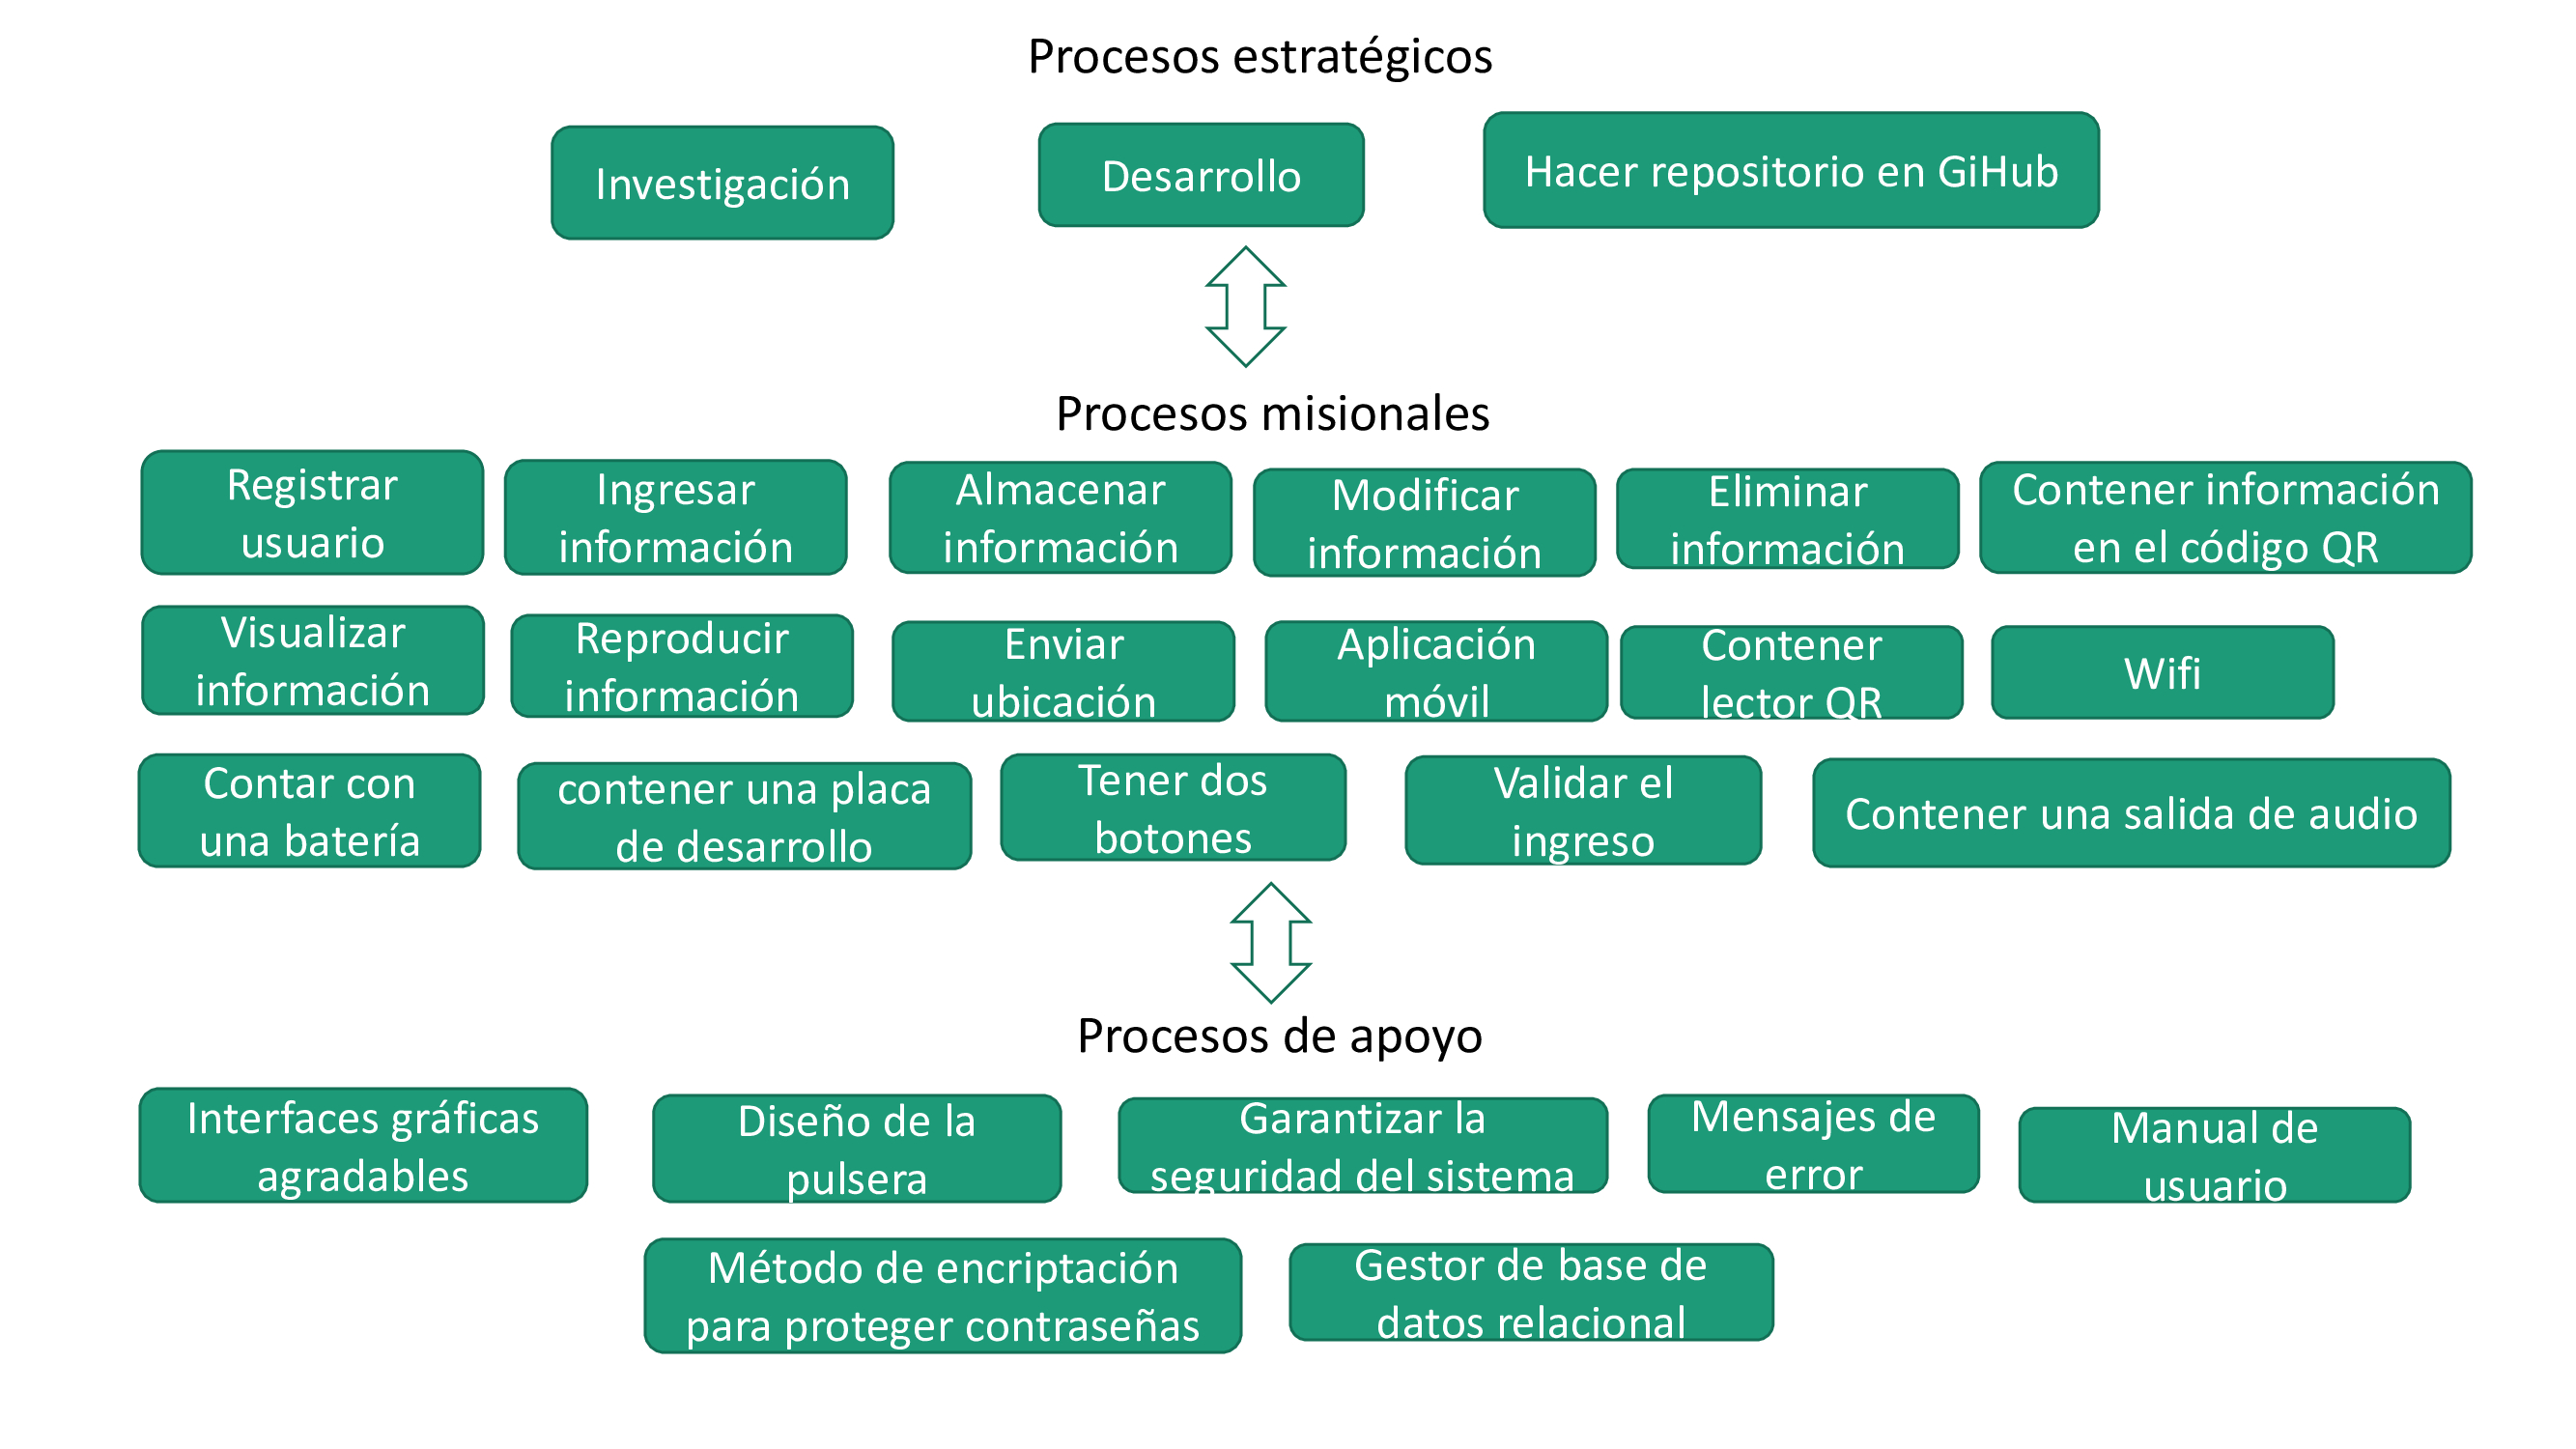 Procesos estratégicos
Investigación
Desarrollo
Hacer repositorio en GiHub
Procesos misionales
Registrar
usuario
Ingresar
información
Almacenar
información
Modificar
información
Eliminar
información
Contener información
en el código QR
Visualizar
información
Reproducir
información
Enviar
ubicación
Aplicación
móvil
Contener
lector QR
Wifi
Contar con
una batería
contener una placa
de desarrollo
Tener dos
botones
Validar el
ingreso
Contener una salida de audio
Procesos de apoyo
Interfaces gráficas
agradables
Diseño de la
pulsera
Garantizar la
seguridad del sistema
Mensajes de
error
Manual de
usuario
Método de encriptación
para proteger contraseñas
Gestor de base de
datos relacional